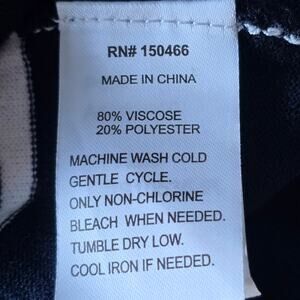 RN# 150466
MADE IN CHINA
80% VISCOSE
20% POLYESTER
MACHINE WASH COLD
GENTLE CYCLE.
ONLY NON-CHLORINE
BLEACH WHEN NEEDED.
TUMBLE DRY LOW.
COOL IRON IF NEEDED.